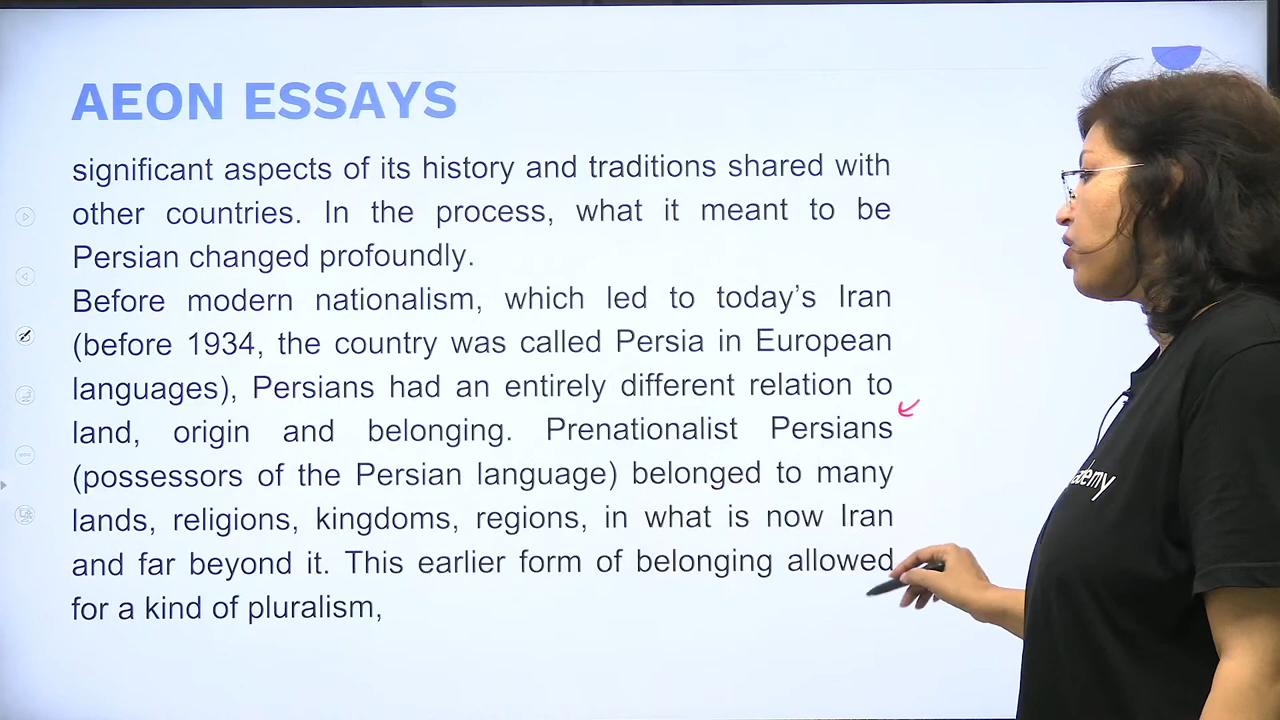 AEON ESSAYS
significant aspects of its history and traditions shared with
other countries. In the process, what it meant to be
Persian changed profoundly.
Before modern nationalism, which led to today's Iran
(before 1934, the country was called Persia in European
languages), Persians had an entirely different relation to
land, origin and belonging. Prenationalist Persians
(possessors of the Persian language) belonged to many
lands, religions, kingdoms, regions, in what is now Iran
and far beyond it. This earlier form of belonging allowed
for a kind of pluralism,